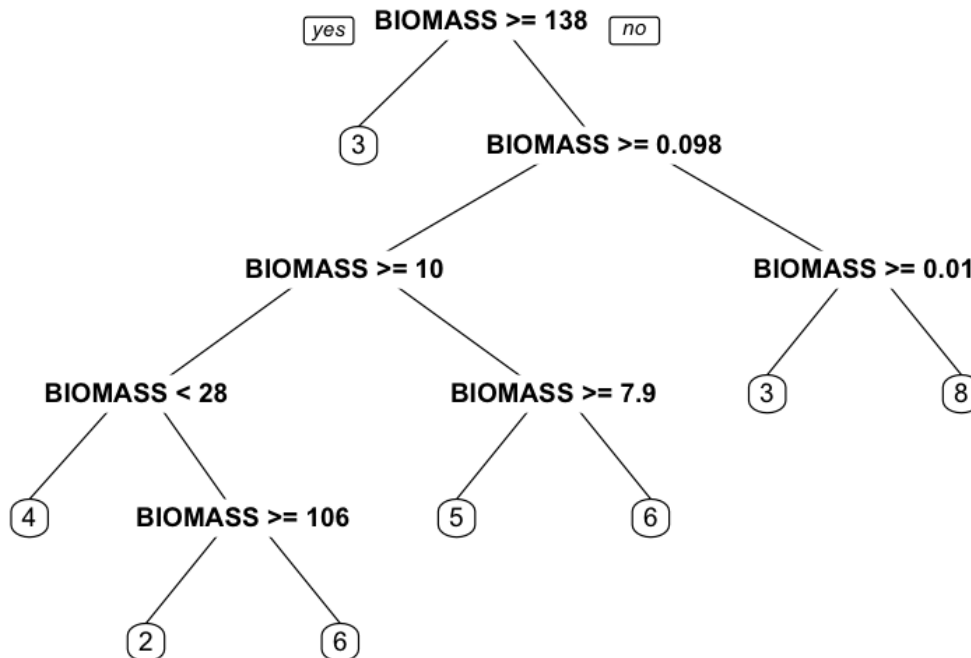 yes BIOMASS >= 138 no
3 BIOMASS >= 0.098
BIOMASS >= 10 BIOMASS >= 0.01
BIOMASS < 28 BIOMASS >= 7.9 3 8
4 BIOMASS >= 106 5 6
2 6